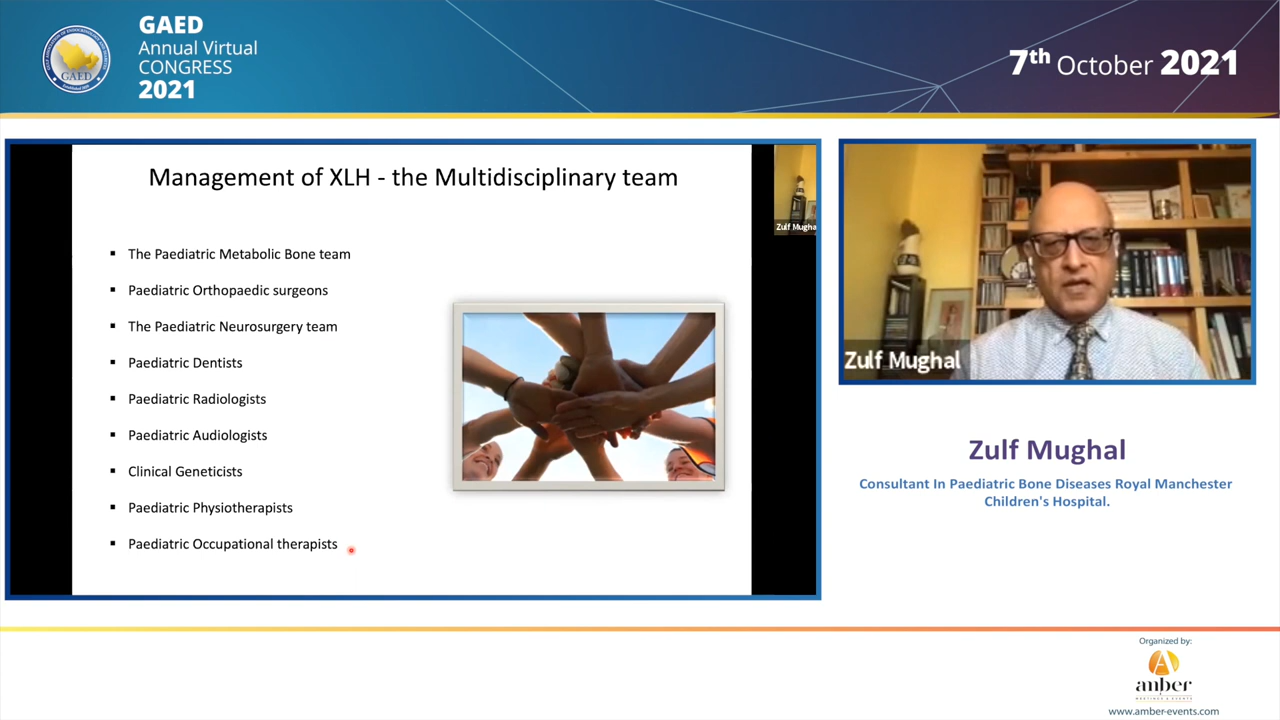 GAED
Annual Virtual
CONGRESS
2021
GAED
7th October 2021
Management of XLH - the Multidisciplinary team
▪ The Paediatric Metabolic Bone team
▪ Paediatric Orthopaedic surgeons
▪ The Paediatric Neurosurgery team
▪ Paediatric Dentists
▪ Paediatric Radiologists
▪ Paediatric Audiologists
▪ Clinical Geneticists
▪ Paediatric Physiotherapists
▪ Paediatric Occupational therapists
Zulf Mugha
Zulf Mughal
Zulf Mughal
Consultant In Paediatric Bone Diseases Royal Manchester
Children's Hospital.
Organized by:
anber
www.amber-events.com